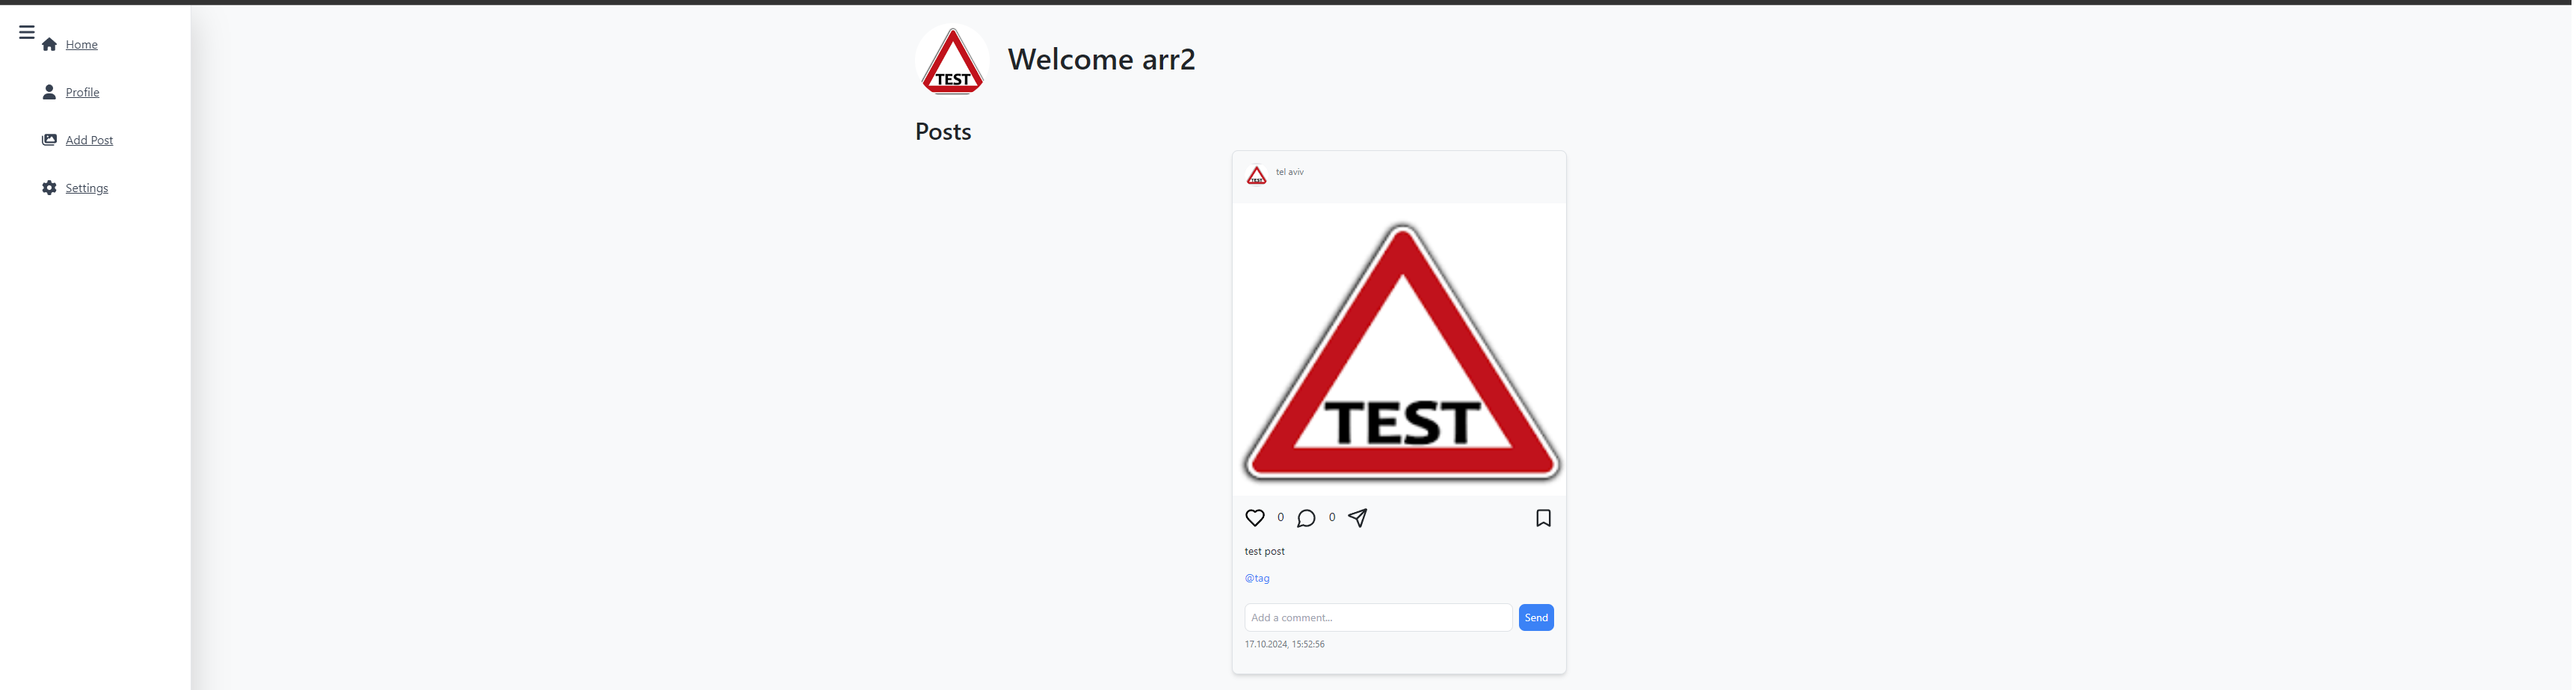 Home
Profile
Add Post
Settings
TEST
Welcome arr2
Posts
TEST
tel aviv
TEST
0
0
test post
@tag
Add a comment...
Send
17.10.2024, 15:52:56